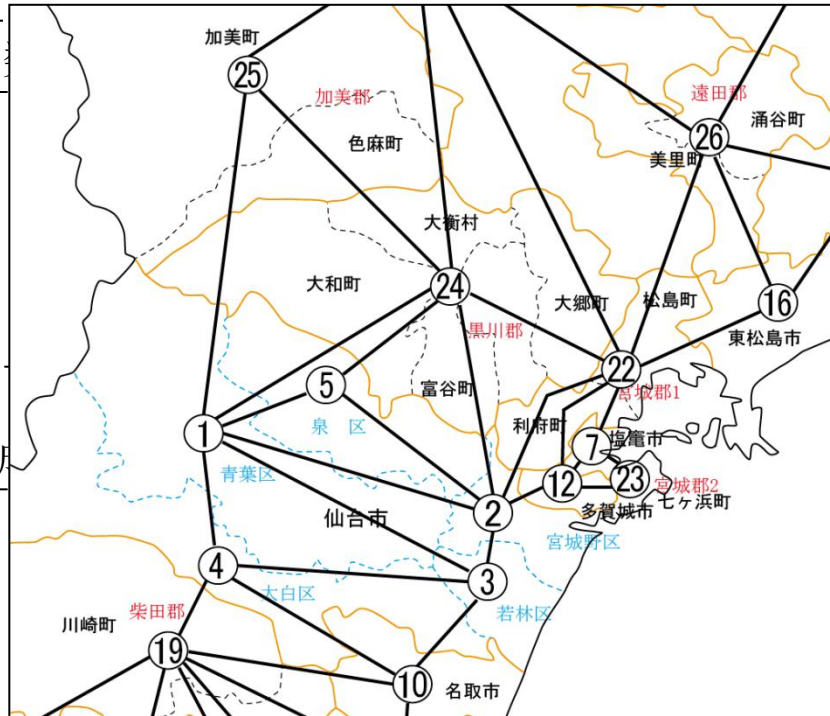 加美町
25
加美郡
遠田郡
涌谷町
26
色麻町
美里町
大衡村
大和町
24
大郷町
松島町
16
黒川郡
東松島市
22
5
富谷町
宮城郡1
泉 区
利府町
1
7
塩竈市
青葉区
12
23
宮城郡2
七ヶ浜町
2
仙台市
多賀城市
宮城野区
4
3
太白区
柴田郡
若林区
川崎町
19
10
名取市